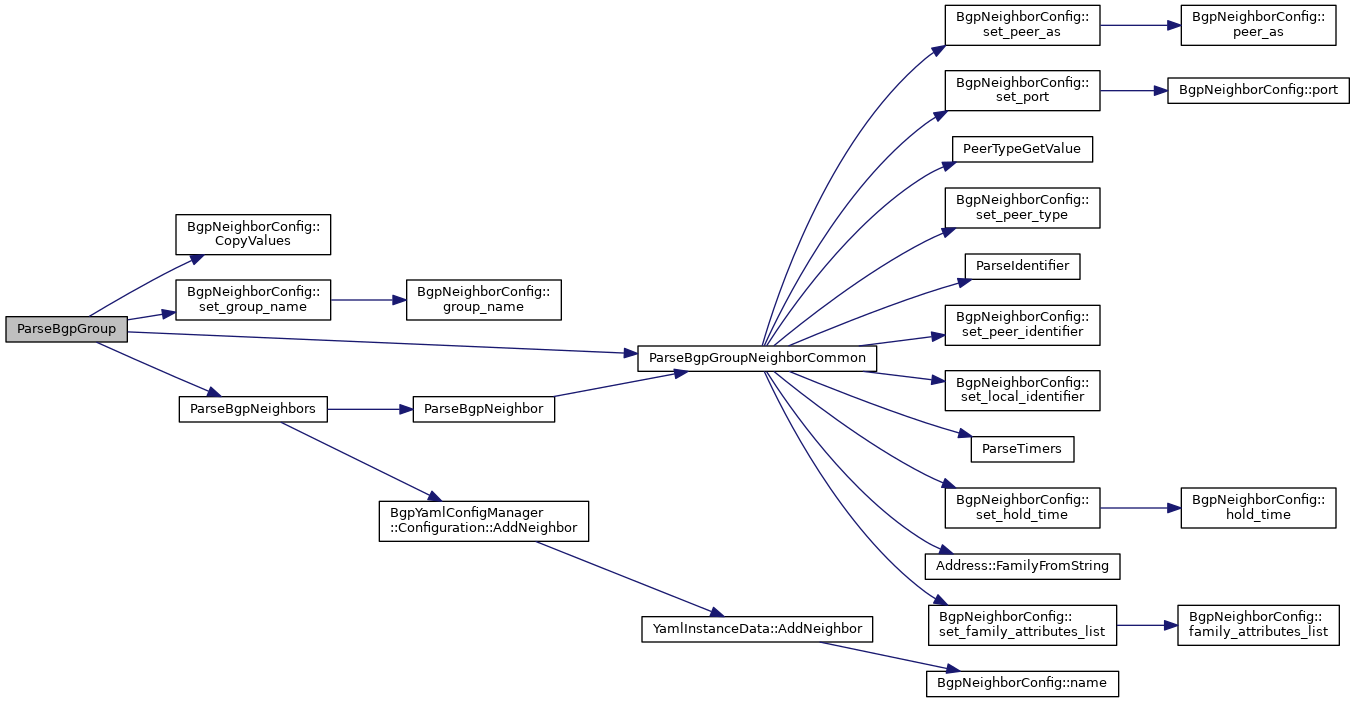 ParseBgpGroup
BgpNeighborConfig::
CopyValues
BgpNeighborConfig::
set_group_name
BgpNeighborConfig::
group_name
ParseBgpNeighbors
ParseBgpNeighbor
BgpYamlConfigManager
::Configuration::AddNeighbor
ParseBgpGroupNeighborCommon
YamlInstanceData::AddNeighbor
BgpNeighborConfig::
set_peer_as
BgpNeighborConfig::
peer_as
BgpNeighborConfig::
set_port
BgpNeighborConfig::port
PeerTypeGetValue
BgpNeighborConfig::
set_peer_type
ParseIdentifier
BgpNeighborConfig::
set_peer_identifier
BgpNeighborConfig::
set_local_identifier
ParseTimers
BgpNeighborConfig::
set_hold_time
BgpNeighborConfig::
hold_time
Address::FamilyFromString
BgpNeighborConfig::
set_family_attributes_list
BgpNeighborConfig::
family_attributes_list
BgpNeighborConfig::name